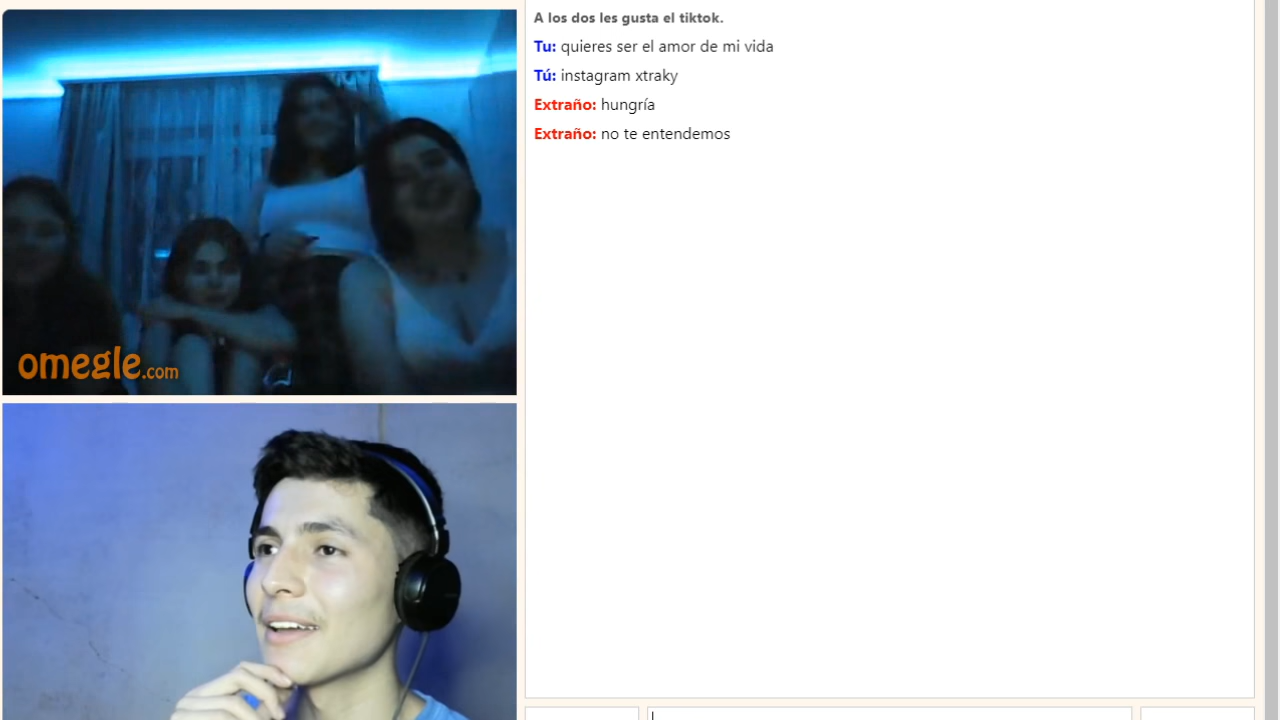 A los dos les gusta el tiktok.
Tu: quieres ser el amor de mi vida
Tú: instagram xtraky
Extraño: hungría
Extraño: no te entendemos
omegle.com